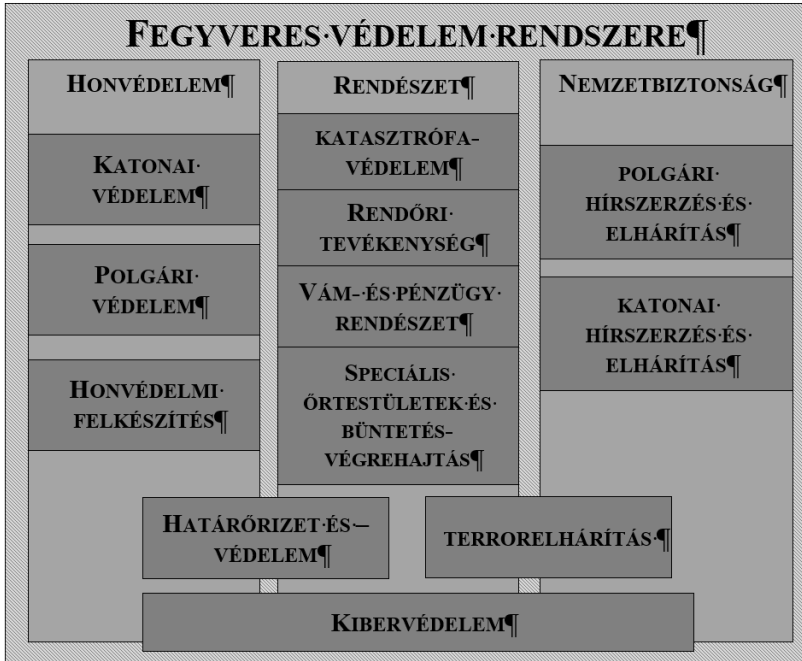 FEGYVERES·VÉDELEM·RENDSZERE¶
HONVÉDELEM¶
KATONAI·
VÉDELEM¶
POLGÁRI·
VÉDELEM¶
HONVÉDELMI·
FELKÉSZÍTÉS¶
RENDÉSZET¶
KATASZTRÓFA-
VÉDELEM¶
RENDŐRI·
TEVÉKENYSÉG¶
VÁM-·ÉS·PÉNZÜGY·
RENDÉSZET¶
SPECIÁLIS·
ŐRTESTÜLETEK·ÉS·
BÜNTETÉS-
VÉGREHAJTÁS¶
NEMZETBIZTONSÁG¶
POLGÁRI·
HÍRSZERZÉS·ÉS·
ELHÁRÍTÁS¶
KATONAI·
HÍRSZERZÉS·ÉS·
ELHÁRÍTÁS¶
HATÁRŐRIZET·ÉS·–
VÉDELEM¶
TERRORELHÁRÍTÁS·¶
KIBERVÉDELEM¶